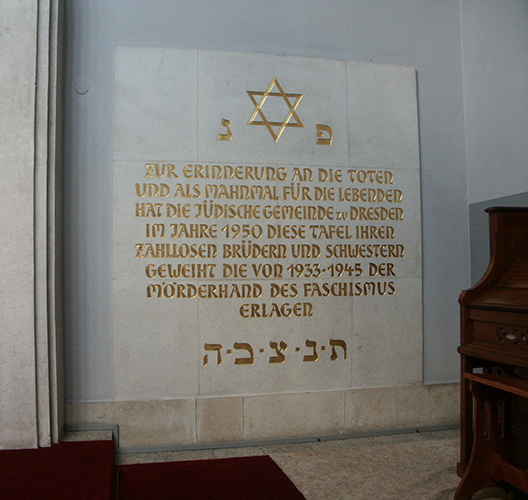 פ נ
ZUR ERINNERUNG AN DIE TOTEN
UND ALS MAHNMAL FÜR DIE LEBENDEN
HAT DIE JÜDISCHE GEMEINDE ZU DRESDEN
IM JAHRE 1950 DIESE TAFEL IHREN
ZAHLLOSEN BRÜDERN UND SCHWESTERN
GEWEIHT DIE VON 1933-1945 DER
MÖRDERHAND DES FASCHISMUS
ERLAGEN
ת·נ·צ·ב·ה